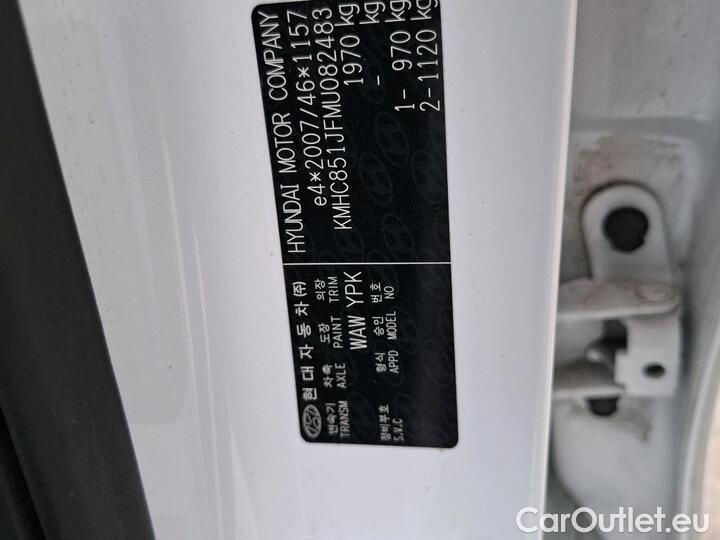 HYUNDAI MOTOR COMPANY
e4*2007/46*1157
KMHC851JFMU082483
1970 kg
-
1- 970 kg
2-1120 kg
현대자동차(주)
변속기 차축 도장 의장
TRANSM AXLE PAINT TRIM
WAW YPK
형식 승인 번호
APPD MODEL NO
정비부호
S.V.C
CarOutlet.eu